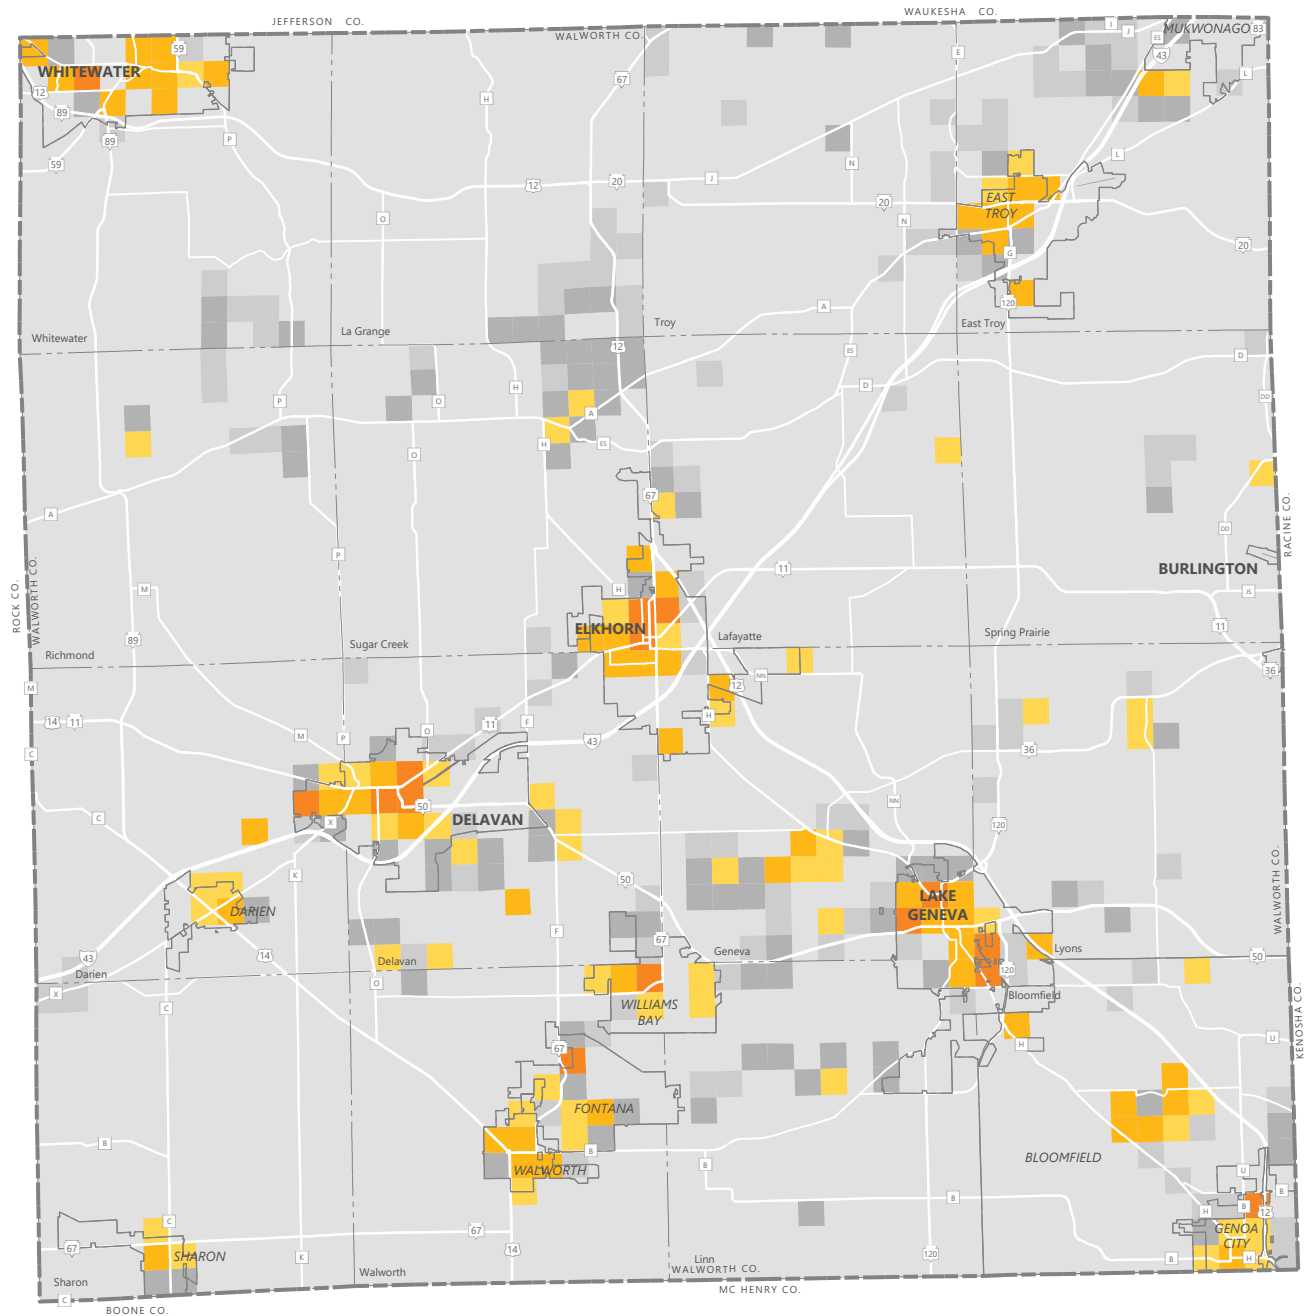 JEFFERSON CO.
WAUKESHA CO.
WALWORTH CO.
MUKWONAGO
83
I
J
ES
43
59
WHITEWATER
E
L
67
12
H
89
89
P
L
59
N
12
20
J
EAST
TROY
20
O
N
20
G
120
A
Whitewater
La Grange
Troy
East Troy
12
ES
D
H
D
P
O
A
DD
H
ES
O
67
A
DD
P
11
BURLINGTON
RACINE CO.
M
H
JS
ROCK CO.
WALWORTH CO.
ELKHORN
11
89
Sugar Creek
Lafayatte
Spring Prairie
Richmond
36
M
NN
12
14
11
H
M
P
O
11
F
43
36
C
NN
50
C
X
DELAVAN
120
K
50
WALWORTH CO.
DARIEN
LAKE
GENEVA
F
67
43
14
Delavan
Geneva
Lyons
50
Darien
120
X
C
O
WILLIAMS
BAY
Bloomfield
KENOSHA CO.
67
H
U
FONTANA
B
B
B
BLOOMFIELD
WALWORTH
U
B
B
B
H
12
C
67
GENOA
CITY
67
SHARON
K
14
120
B
H
Sharon
Walworth
Linn
WALWORTH CO.
MC HENRY CO.
C
BOONE CO.